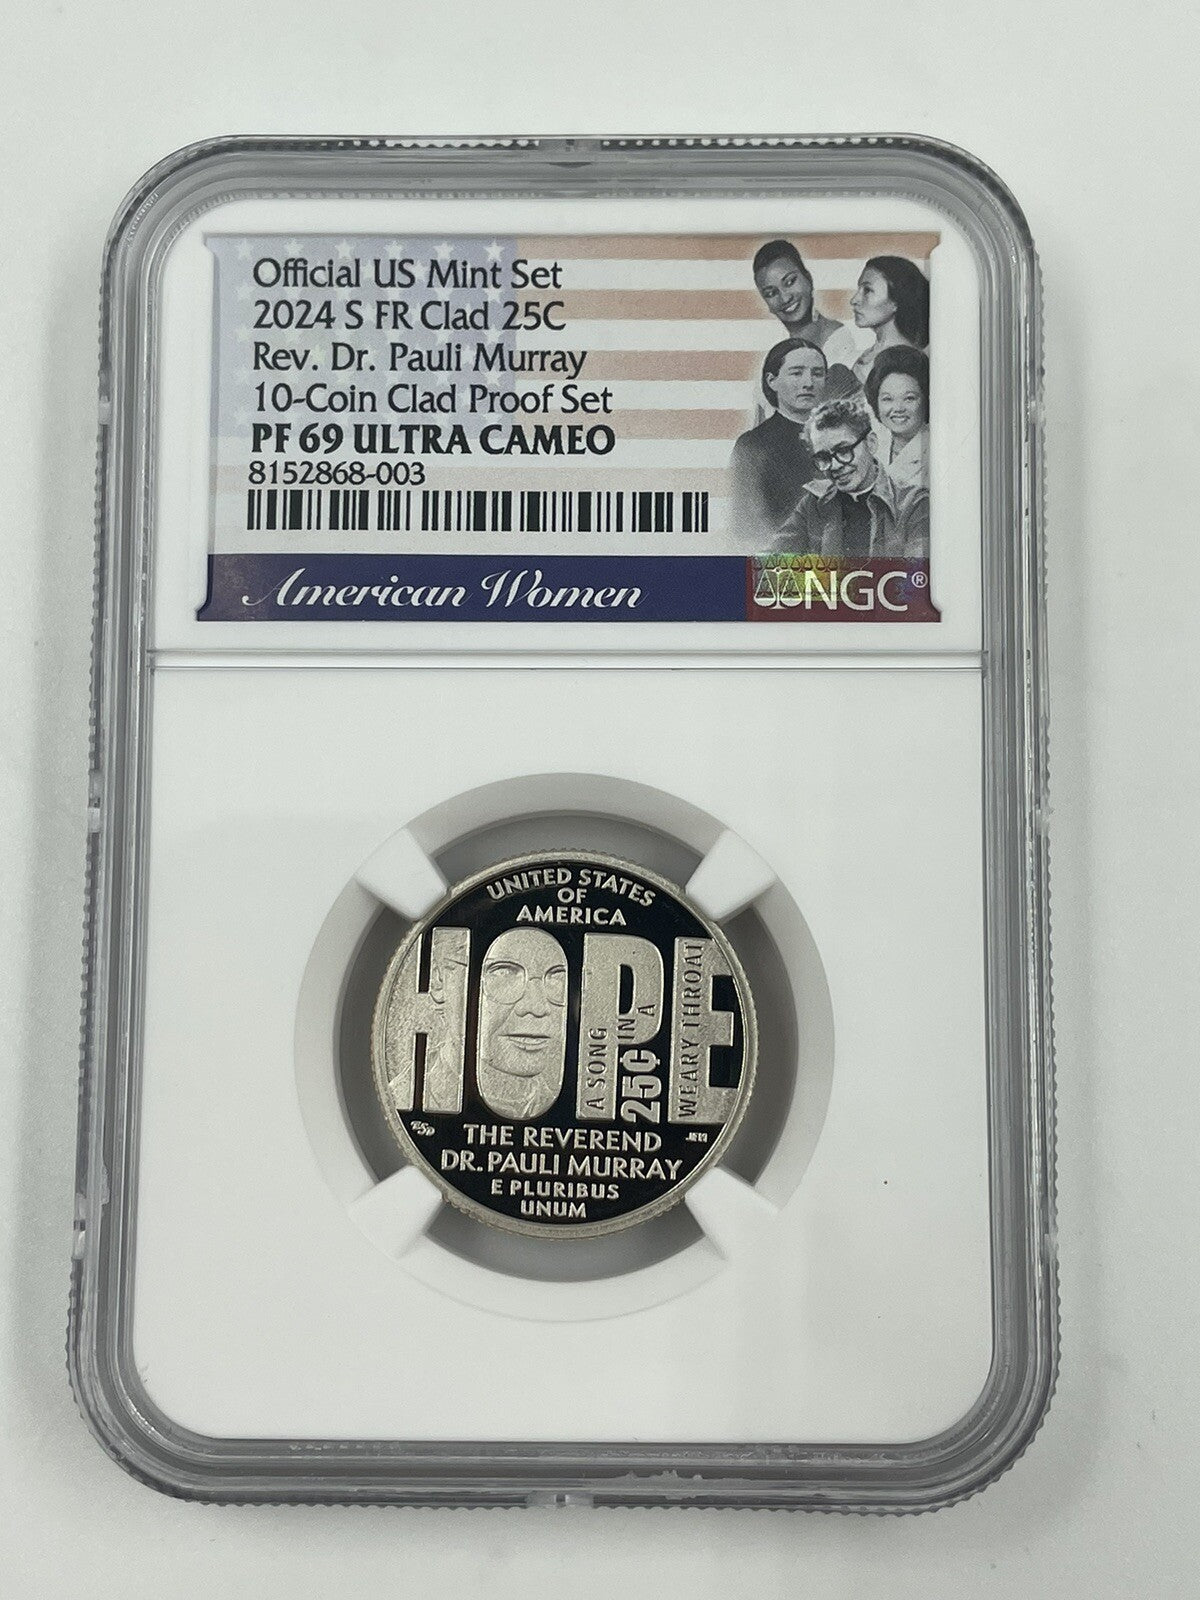 Official US Mint Set
2024 S FR Clad 25C
Rev. Dr. Pauli Murray
10-Coin Clad Proof Set
PF 69 ULTRA CAMEO
8152868-003
American Women
NGC®
UNITED STATES
OF
AMERICA
HOPE
A SONG
IN A
WEARY THROAT
25¢
ESP
JEM
THE REVEREND
DR. PAULI MURRAY
E PLURIBUS
UNUM